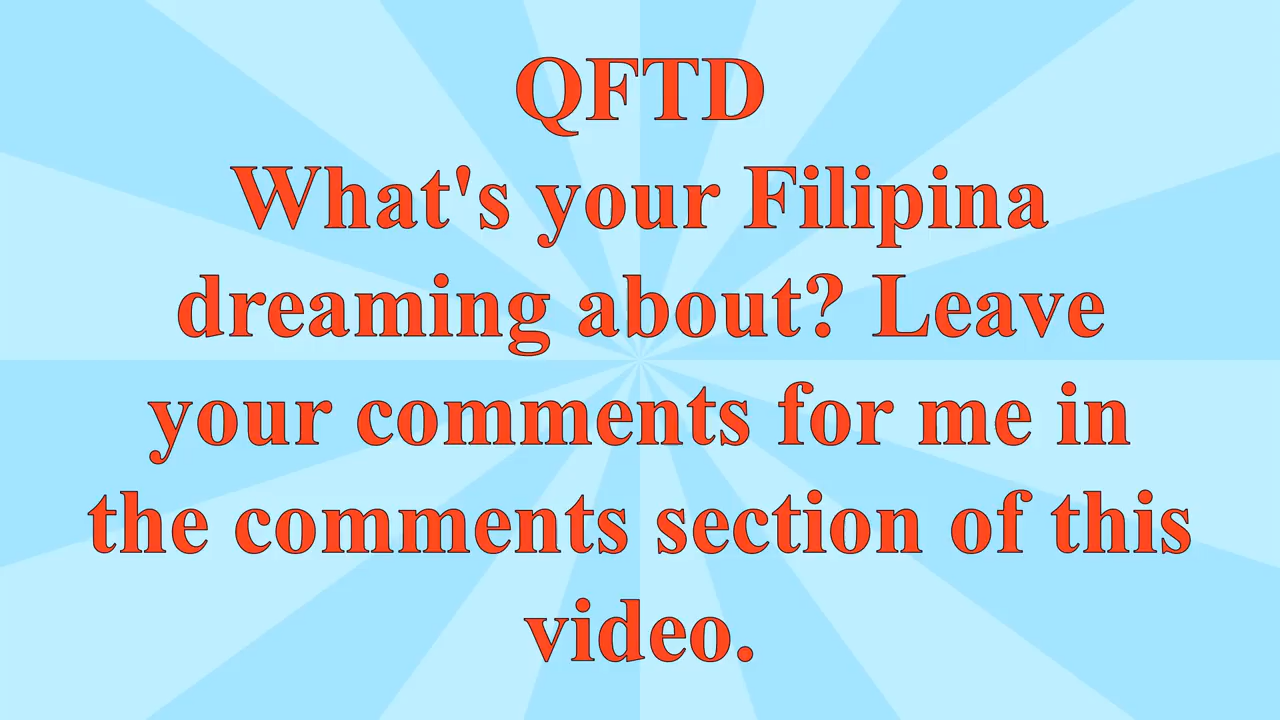 QFTD
What's your Filipina
dreaming about? Leave
your comments for me in
the comments section of this
video.